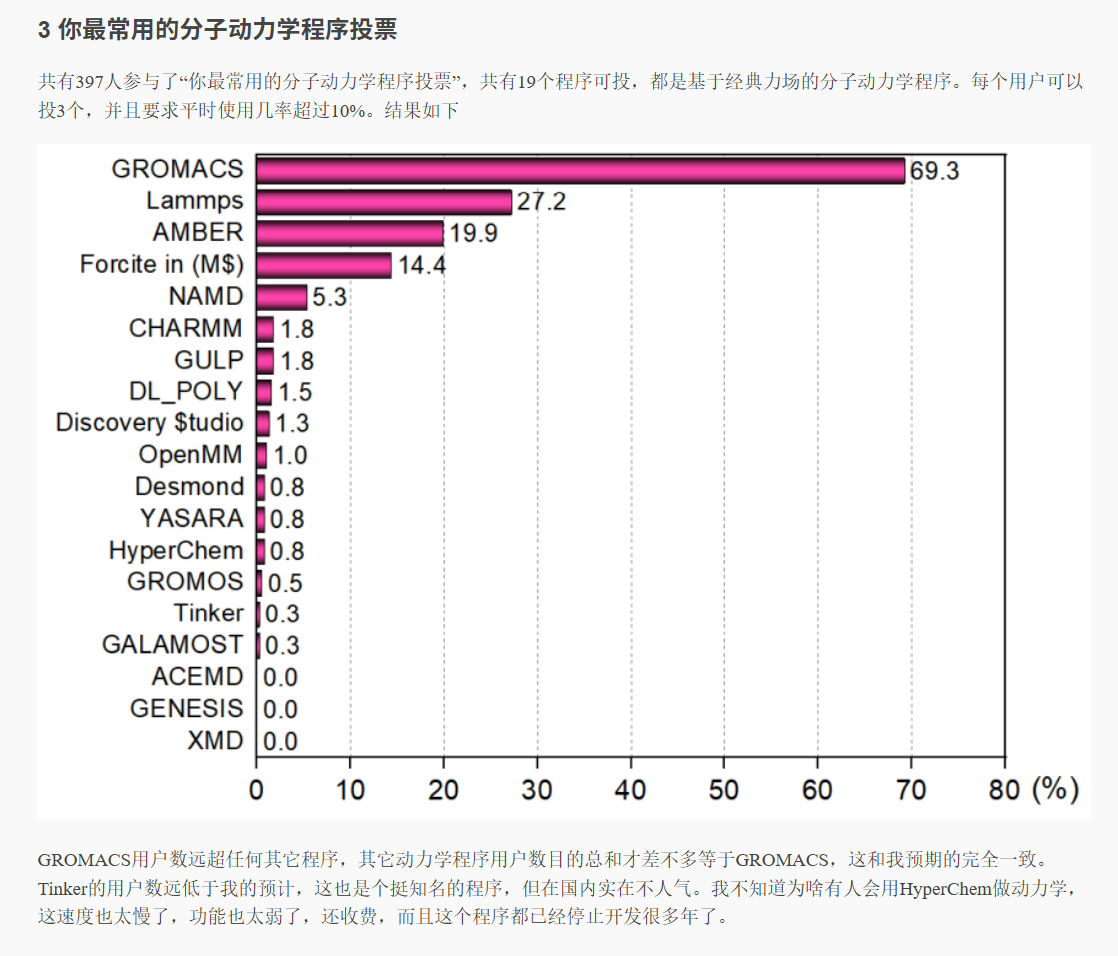 3 你最常用的分子动力学程序投票
共有397人参与了“你最常用的分子动力学程序投票”，共有19个程序可投，都是基于经典力场的分子动力学程序。每个用户可以
投3个，并且要求平时使用几率超过10%。结果如下
GROMACS 69.3
Lammps 27.2
AMBER 19.9
Forcite in (M$) 14.4
NAMD 5.3
CHARMM 1.8
GULP 1.8
DL_POLY 1.5
Discovery $tudio 1.3
OpenMM 1.0
Desmond 0.8
YASARA 0.8
HyperChem 0.8
GROMOS 0.5
Tinker 0.3
GALAMOST 0.3
ACEMD 0.0
GENESIS 0.0
XMD 0.0
0 10 20 30 40 50 60 70 80 (%)
GROMACS用户数远超任何其它程序，其它动力学程序用户数目的总和才差不多等于GROMACS，这和我预期的完全一致。
Tinker的用户数远低于我的预计，这也是个挺知名的程序，但在国内实在不人气。我不知道为啥有人会用HyperChem做动力学，
这速度也太慢了，功能也太弱了，还收费，而且这个程序都已经停止开发很多年了。